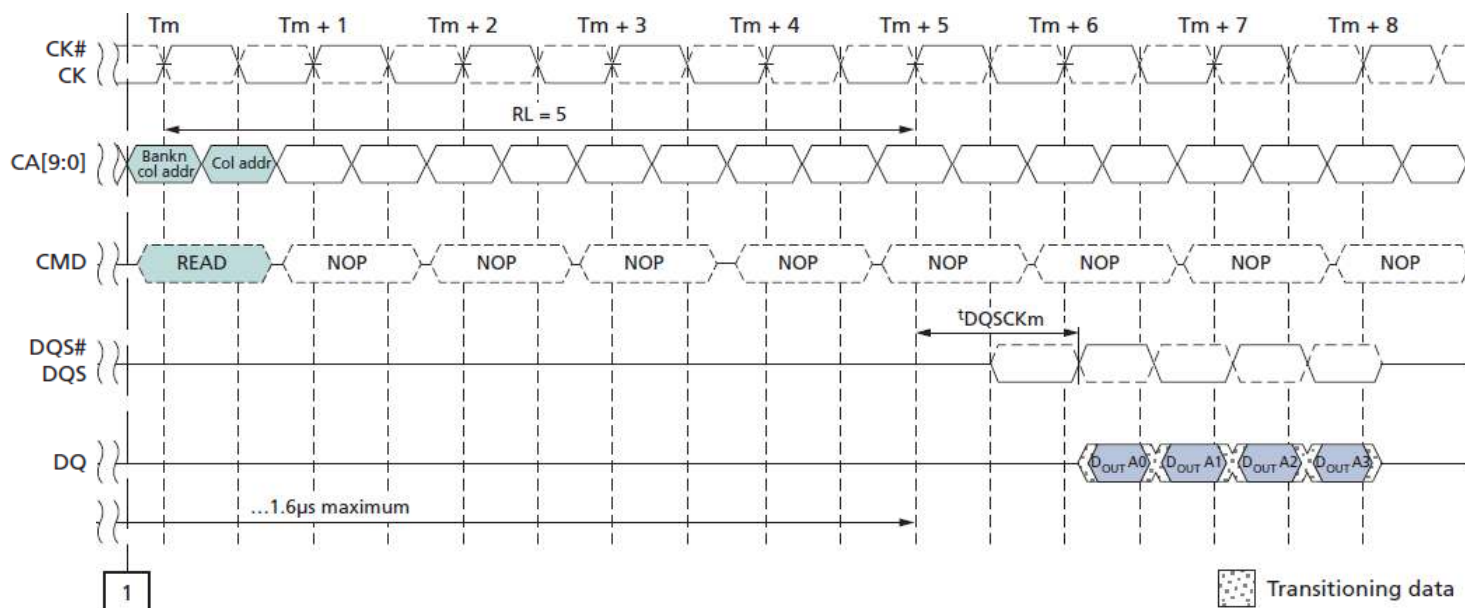 Tm Tm + 1 Tm + 2 Tm + 3 Tm + 4 Tm + 5 Tm + 6 Tm + 7 Tm + 8
CK#
CK
RL = 5
CA[9:0] Bankn col addr Col addr
CMD READ NOP NOP NOP NOP NOP NOP NOP NOP
tDQSCKm
DQS#
DQS
DQ DOUT A0 DOUT A1 DOUT A2 DOUT A3
...1.6µs maximum
1
Transitioning data